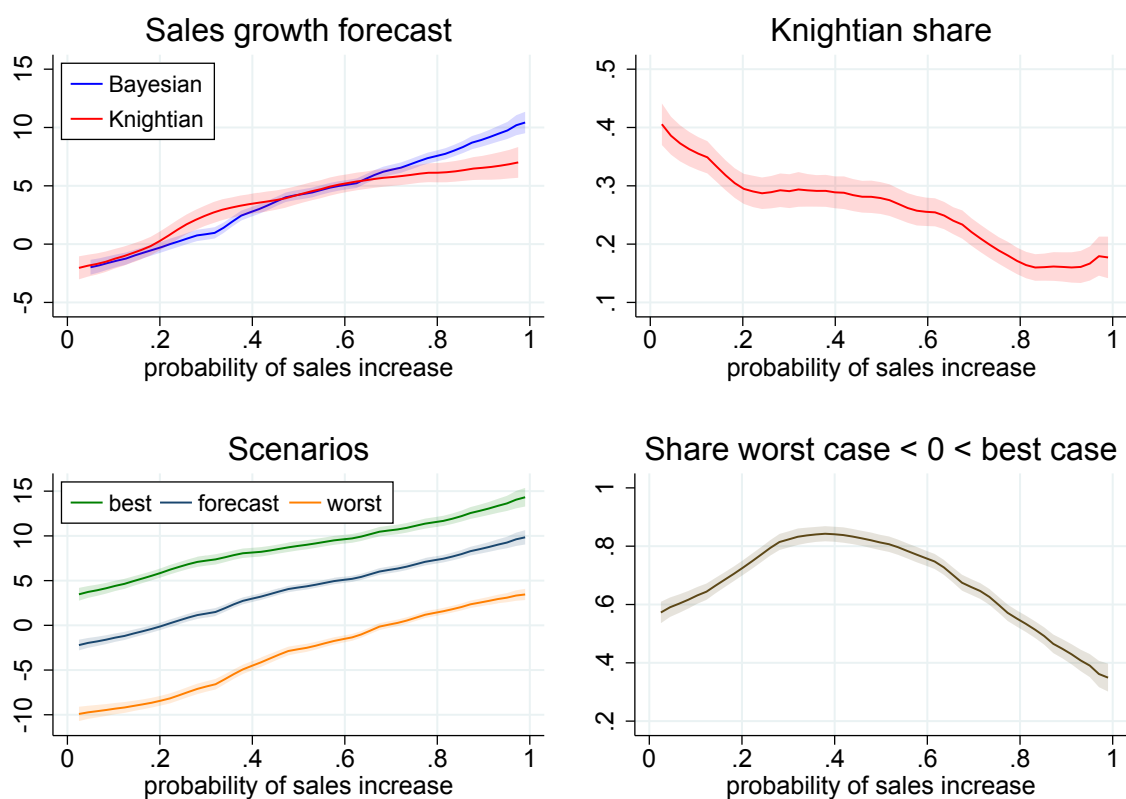 Sales growth forecast
15
10
5
0
-5
Bayesian
Knightian
0 .2 .4 .6 .8 1
probability of sales increase
Knightian share
.5
.4
.3
.2
.1
0 .2 .4 .6 .8 1
probability of sales increase
Scenarios
15
10
5
0
-5
-10
best forecast worst
0 .2 .4 .6 .8 1
probability of sales increase
Share worst case < 0 < best case
1
.8
.6
.4
.2
0 .2 .4 .6 .8 1
probability of sales increase